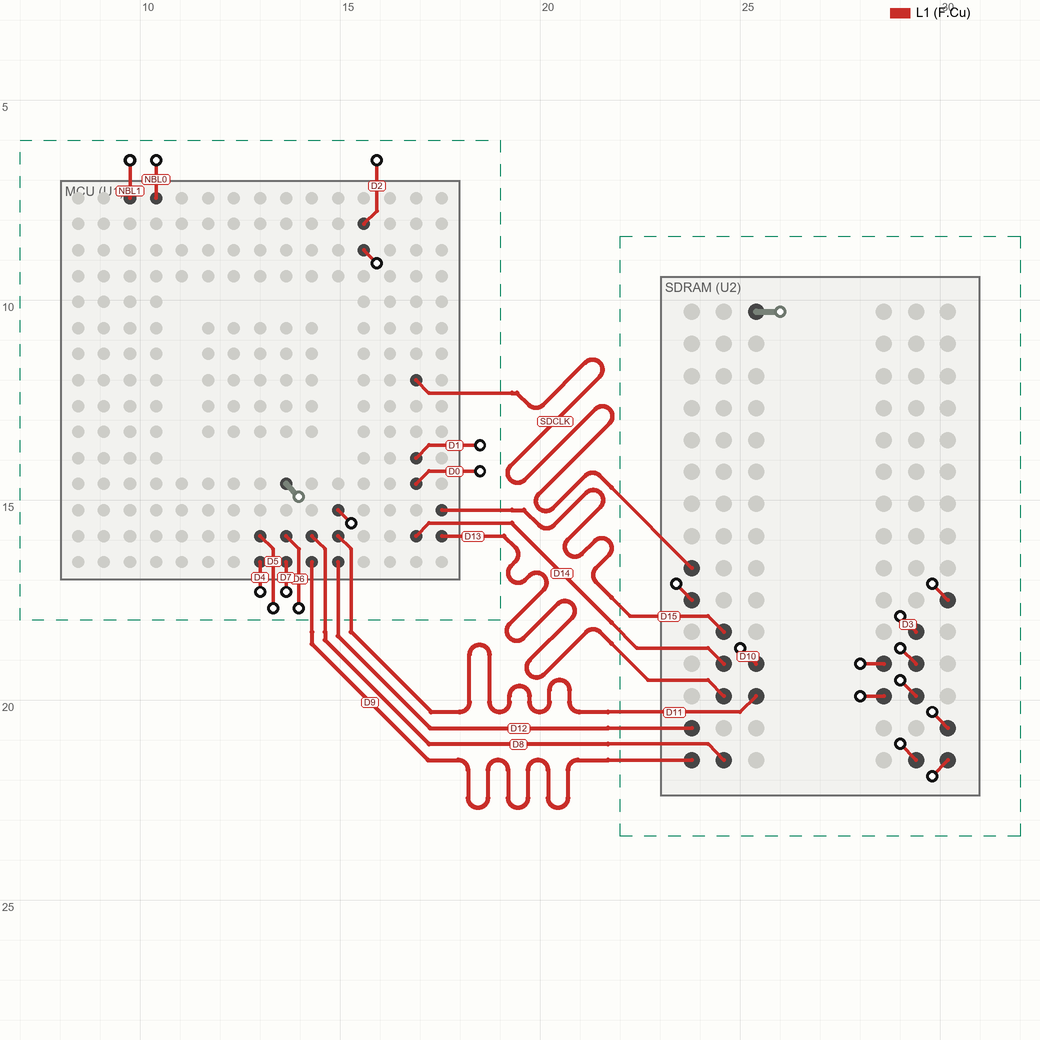 10 15 20 25 30
L1 (F.Cu)
5
MCU (U1)
NBL1
NBL0
D2
SDRAM (U2)
10
SDCLK
D1
D0
15
D13
D5
D14
D4
D7
D6
D15
D3
D10
D9
20
D11
D12
D8
25